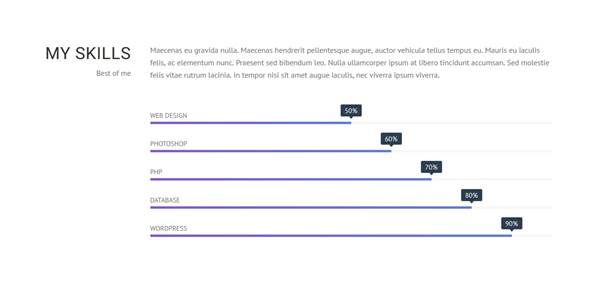 MY SKILLS
Best of me
Maecenas eu gravida nulla. Maecenas hendrerit pellentesque augue, auctor vehicula tellus tempus eu. Mauris eu iaculis
felis, ac elementum nunc. Praesent sed bibendum leo. Nulla ullamcorper ipsum at libero tincidunt accumsan. Sed molestie
felis vitae rutrum lacinia. In tempor nisi sit amet augue iaculis, nec viverra ipsum viverra.
WEB DESIGN
50%
PHOTOSHOP
60%
PHP
70%
DATABASE
80%
WORDPRESS
90%